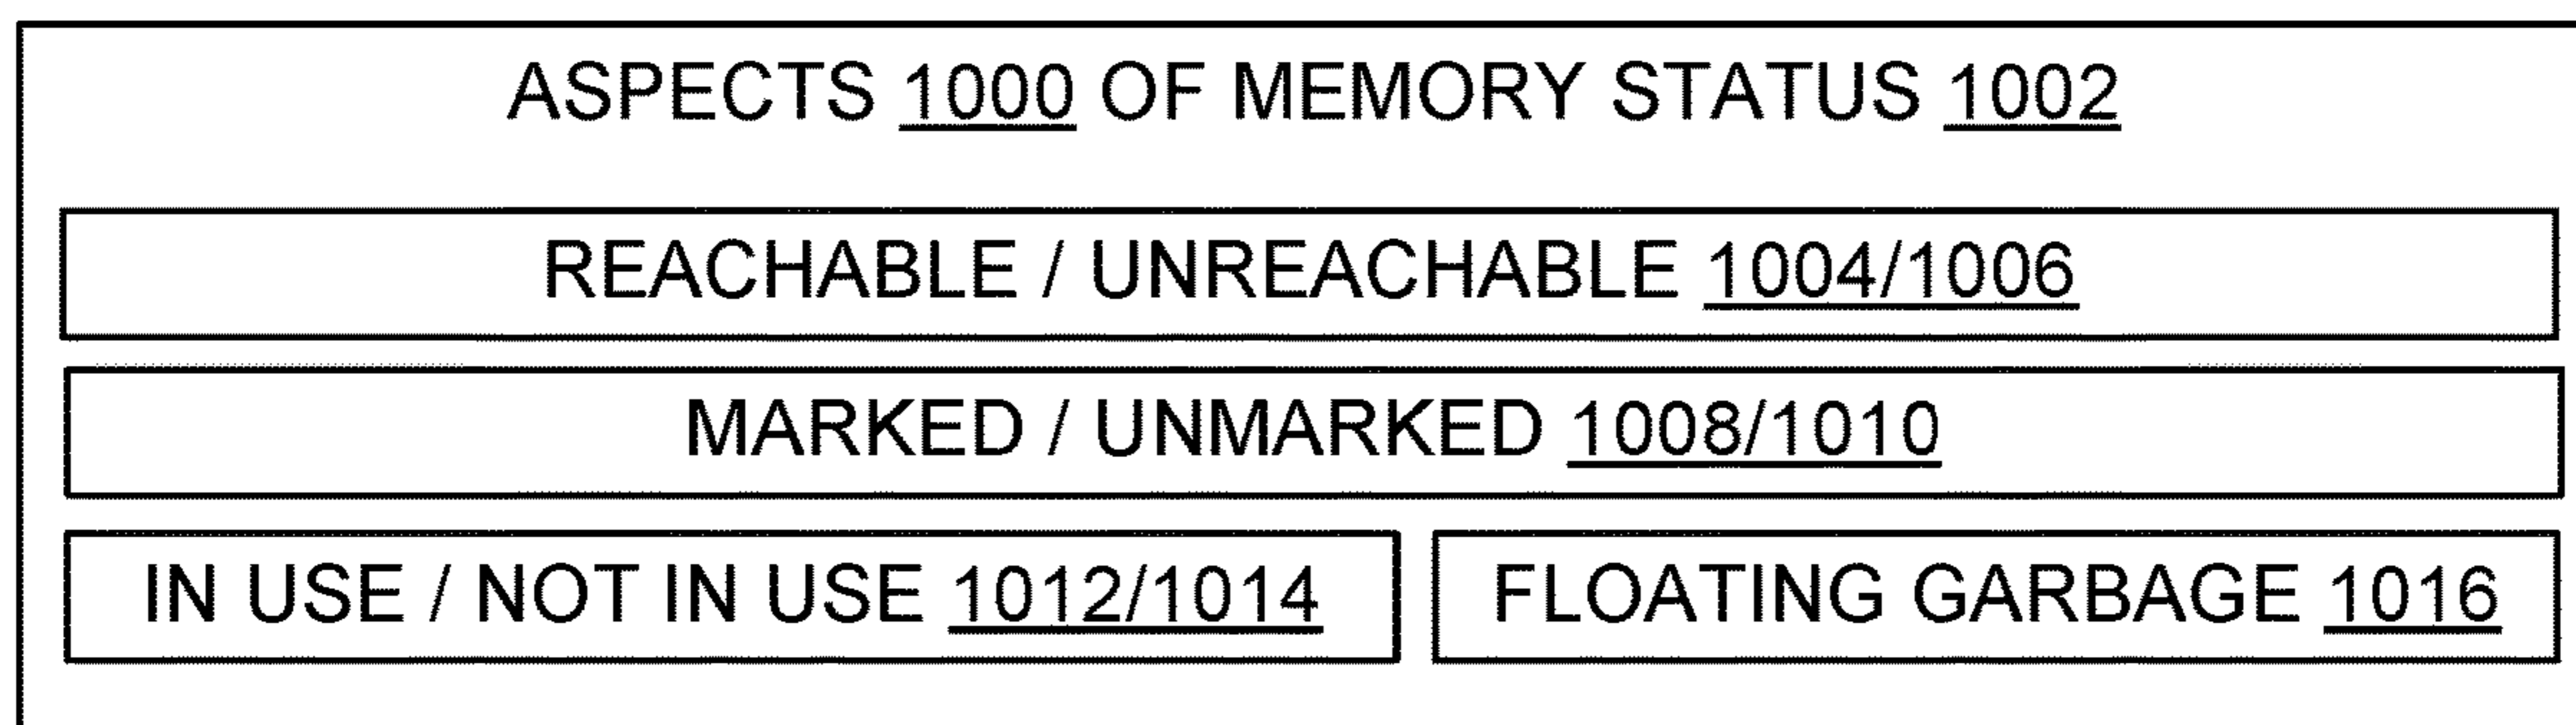 ASPECTS 1000 OF MEMORY STATUS 1002
REACHABLE / UNREACHABLE 1004/1006
MARKED / UNMARKED 1008/1010
IN USE / NOT IN USE 1012/1014
FLOATING GARBAGE 1016